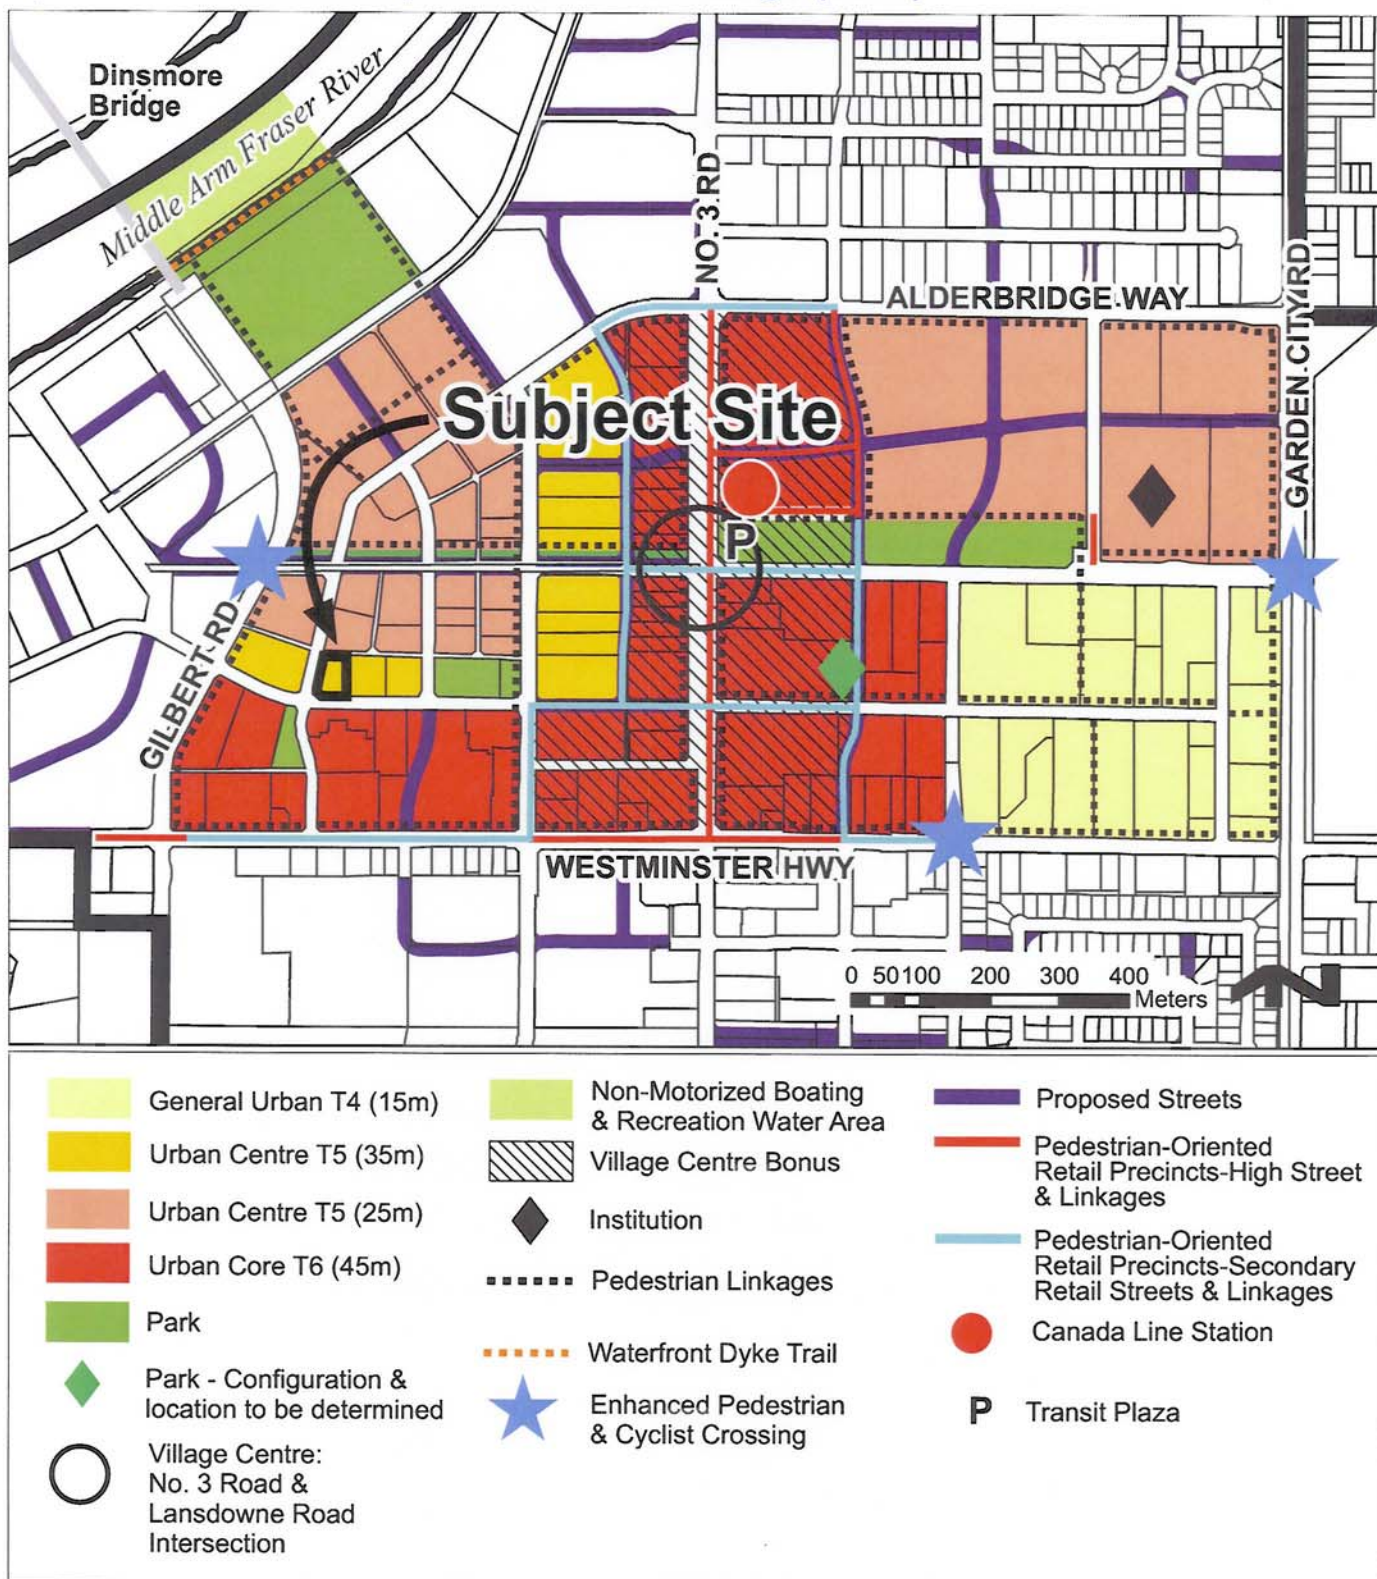 Dinsmore
Bridge
Middle Arm Fraser River
NO. 3 RD
ALDERBRIDGE WAY
GARDEN CITY RD
Subject Site
P
GILBERT RD
WESTMINSTER HWY
0 50 100 200 300 400
Meters
General Urban T4 (15m)
Urban Centre T5 (35m)
Urban Centre T5 (25m)
Urban Core T6 (45m)
Park
Park - Configuration &
location to be determined
Village Centre:
No. 3 Road &
Lansdowne Road
Intersection
Non-Motorized Boating
& Recreation Water Area
Village Centre Bonus
Institution
Pedestrian Linkages
Waterfront Dyke Trail
Enhanced Pedestrian
& Cyclist Crossing
Proposed Streets
Pedestrian-Oriented
Retail Precincts-High Street
& Linkages
Pedestrian-Oriented
Retail Precincts-Secondary
Retail Streets & Linkages
Canada Line Station
P Transit Plaza